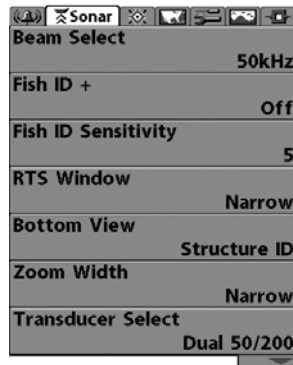 Sonar
Beam Select
50kHz
Fish ID +
Off
Fish ID Sensitivity
5
RTS Window
Narrow
Bottom View
Structure ID
Zoom Width
Narrow
Transducer Select
Dual 50/200